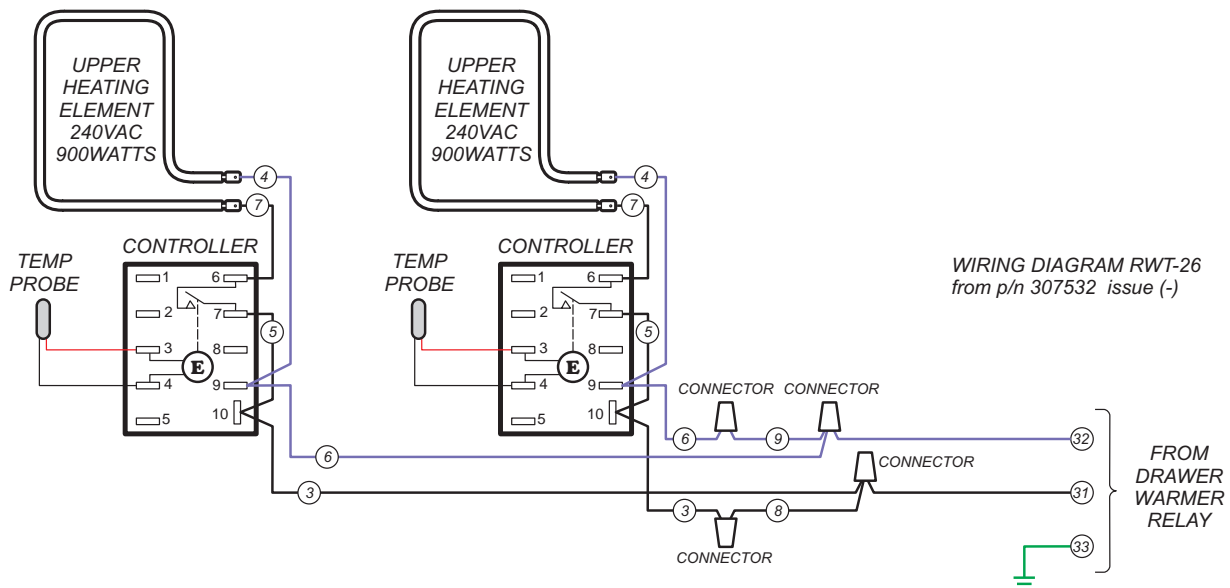 UPPER
HEATING
ELEMENT
240VAC
900WATTS
4
7
UPPER
HEATING
ELEMENT
240VAC
900WATTS
4
7
CONTROLLER
TEMP
PROBE
1
6
2
7
3
8
4
9
5
10
E
5
CONTROLLER
TEMP
PROBE
1
6
2
7
3
8
4
9
5
10
E
5
WIRING DIAGRAM RWT-26
from p/n 307532 issue (-)
CONNECTOR
CONNECTOR
6
9
32
6
CONNECTOR
3
31
3
8
CONNECTOR
33
FROM
DRAWER
WARMER
RELAY